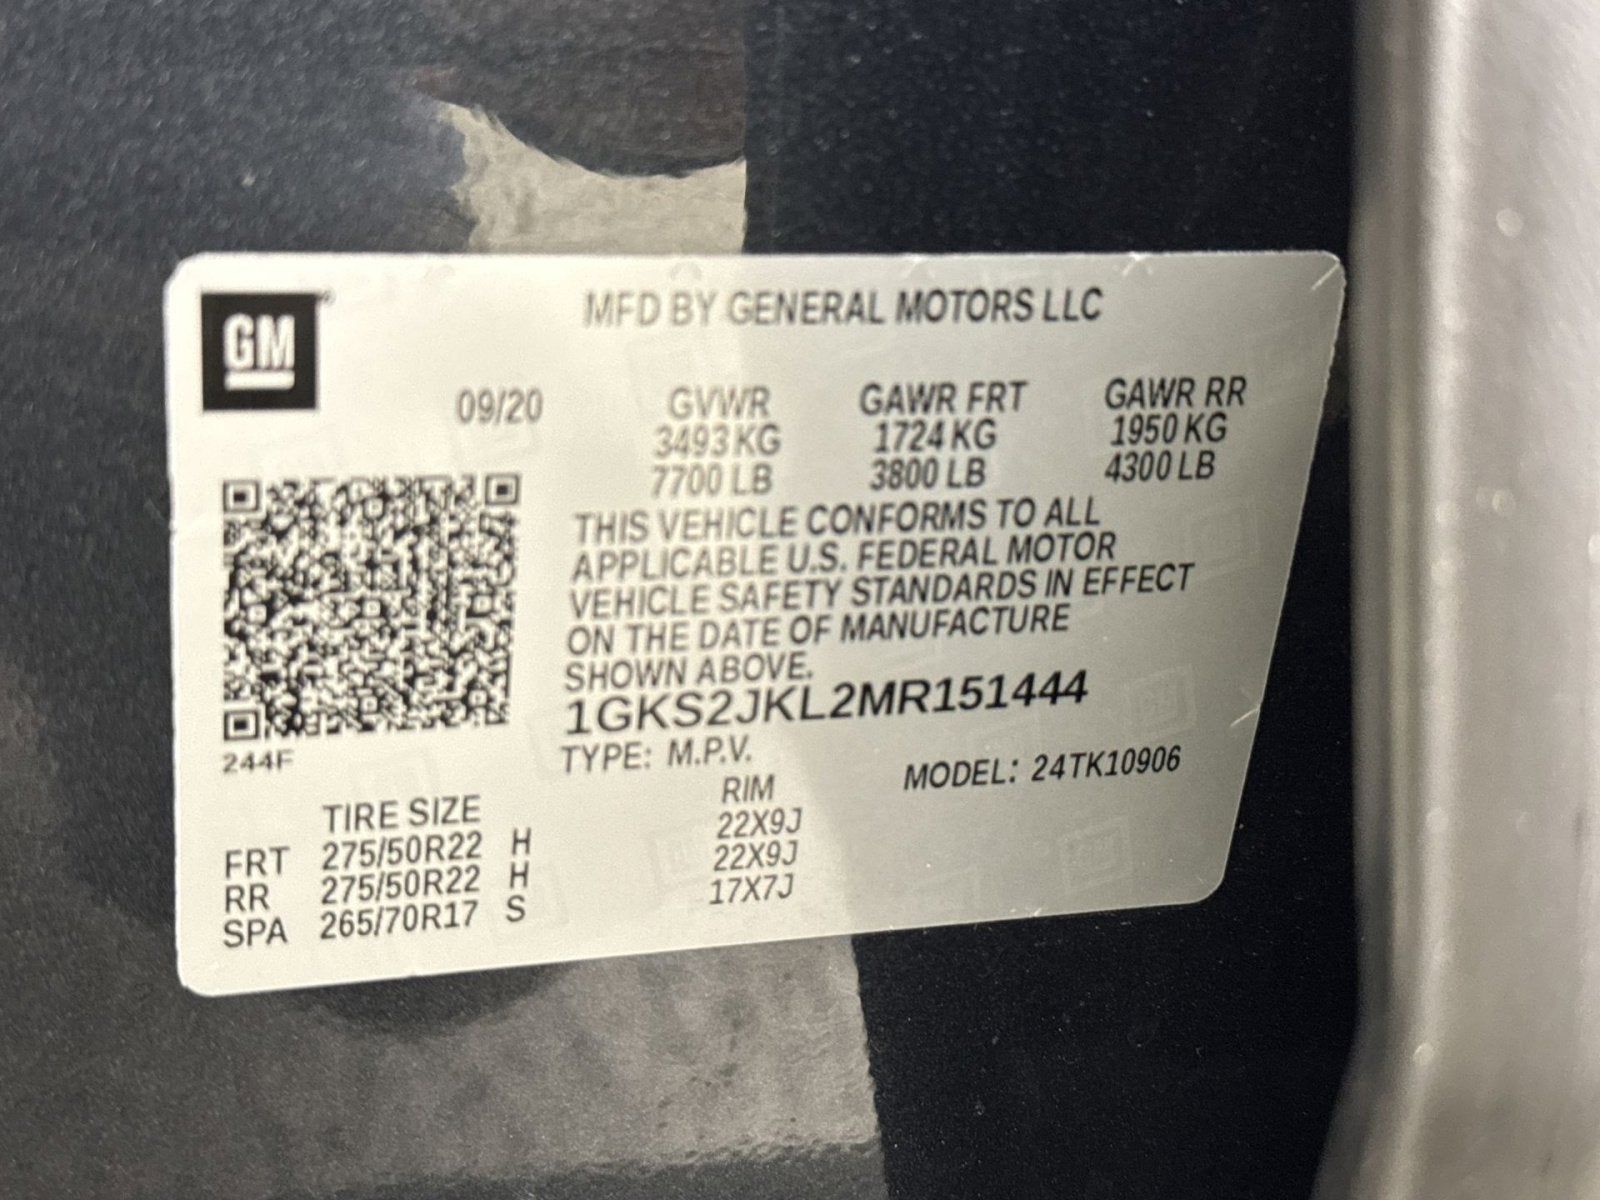 GM
MFD BY GENERAL MOTORS LLC
09/20 GVWR GAWR FRT GAWR RR
3493 KG 1724 KG 1950 KG
7700 LB 3800 LB 4300 LB
THIS VEHICLE CONFORMS TO ALL
APPLICABLE U.S. FEDERAL MOTOR
VEHICLE SAFETY STANDARDS IN EFFECT
ON THE DATE OF MANUFACTURE
SHOWN ABOVE.
1GKS2JKL2MR151444
244F
TYPE: M.P.V. MODEL: 24TK10906
TIRE SIZE RIM
FRT 275/50R22 H 22X9J
RR 275/50R22 H 22X9J
SPA 265/70R17 S 17X7J